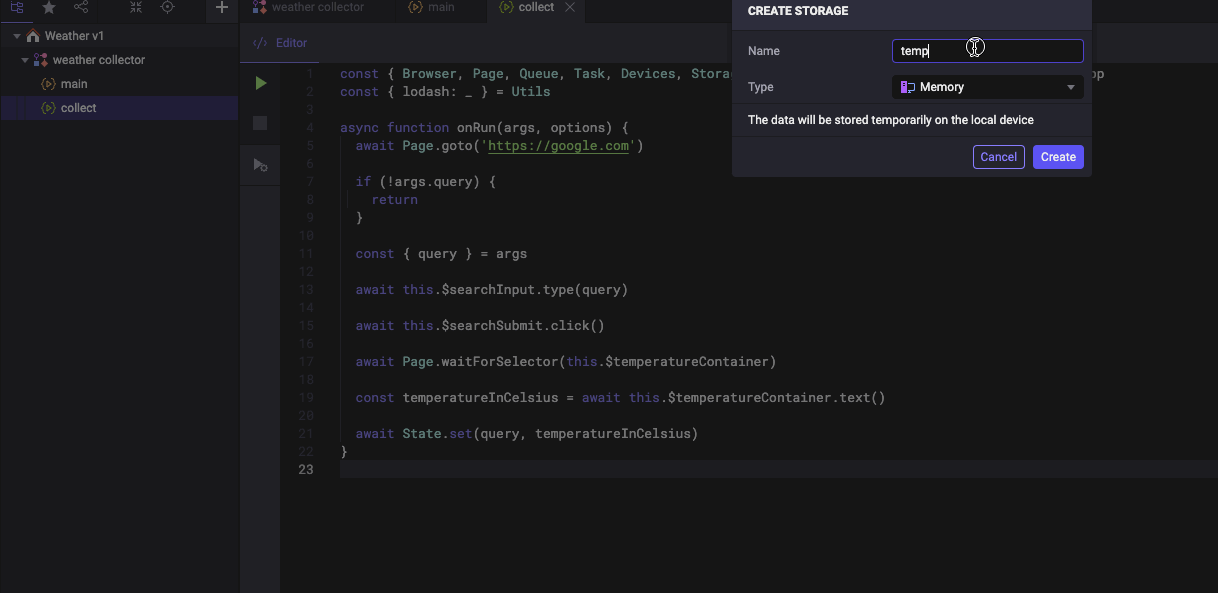 weather collector main collect
CREATE STORAGE
Weather v1
weather collector
main
collect
</> Editor
Name temp
Type Memory
The data will be stored temporarily on the local device
Cancel Create
1 const { Browser, Page, Queue, Task, Devices,
2 const { lodash: _ } = Utils
3
4 async function onRun(args, options) {
5 await Page.goto('https://google.com')
6
7 if (!args.query) {
8 return
9 }
10
11 const { query } = args
12
13 await this.$searchInput.type(query)
14
15 await this.$searchSubmit.click()
16
17 await Page.waitForSelector(this.$temperatureContainer)
18
19 const temperatureInCelsius = await this.$temperatureContainer.text()
20
21 await State.set(query, temperatureInCelsius)
22 }
23